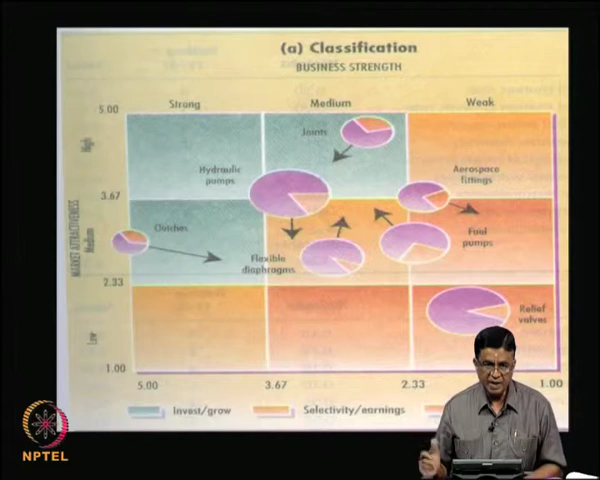 (a) Classification
BUSINESS STRENGTH
5.00
Strong
Medium
Weak
High
Joints
Hydraulic
pumps
Aerospace
fittings
3.67
MARKET ATTRACTIVENESS
Medium
Clutches
Flexible
diaphragms
Fuel
pumps
2.33
Relief
valves
Low
1.00
5.00
3.67
2.33
1.00
Invest/grow
Selectivity/earnings
NPTEL